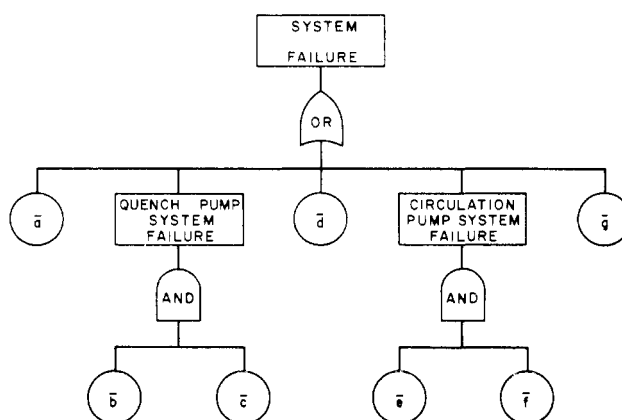 SYSTEM
FAILURE
OR
a̅
QUENCH PUMP
SYSTEM
FAILURE
d̅
CIRCULATION
PUMP SYSTEM
FAILURE
g̅
AND
AND
b̅
c̅
e̅
f̅